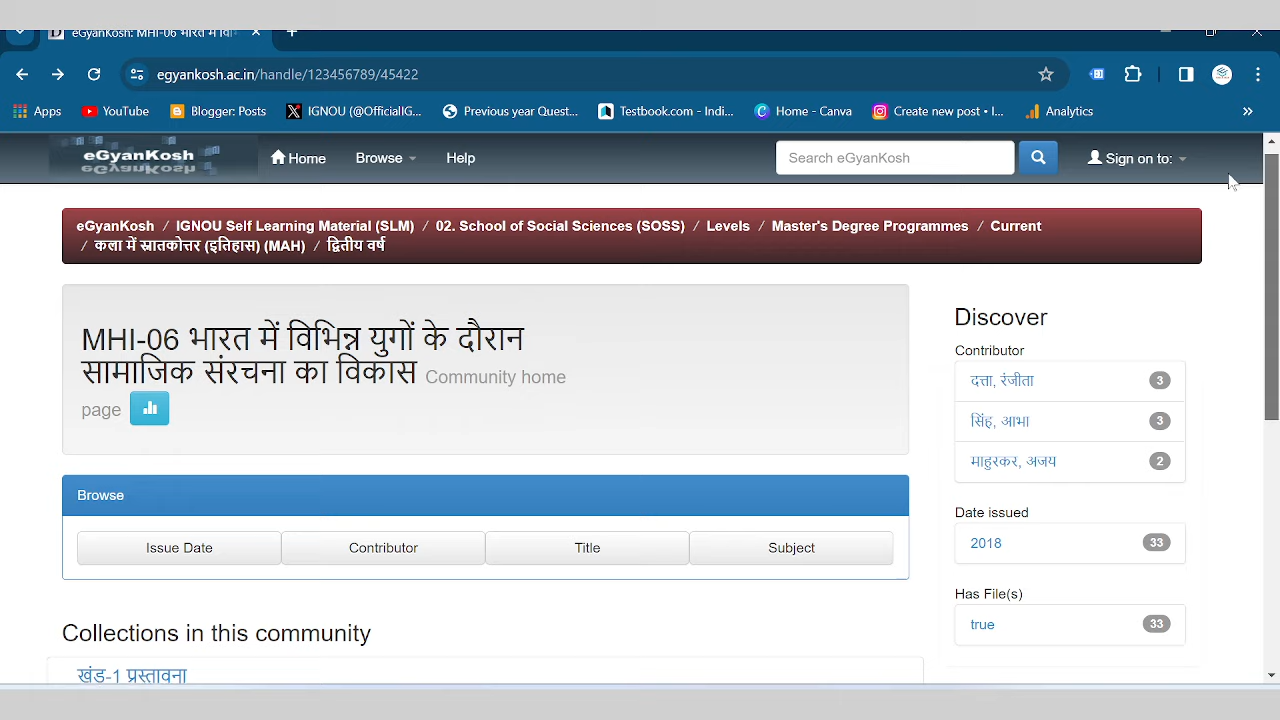 eGyanKosh: MHI-06 भारत में वि
egyankosh.ac.in/handle/123456789/45422
Apps YouTube Blogger: Posts IGNOU (@OfficialIG... Previous year Quest... Testbook.com - Indi... Home - Canva Create new post • I... Analytics
eGyanKosh Home Browse Help Search eGyanKosh Sign on to:
eGyanKosh / IGNOU Self Learning Material (SLM) / 02. School of Social Sciences (SOSS) / Levels / Master's Degree Programmes / Current
/ कला में स्नातकोत्तर (इतिहास) (MAH) / द्वितीय वर्ष
MHI-06 भारत में विभिन्न युगों के दौरान
सामाजिक संरचना का विकास Community home
page
Browse
Issue Date Contributor Title Subject
Collections in this community
खंड-1 प्रस्तावना
Discover
Contributor
दत्ता, रंजीता 3
सिंह, आभा 3
माहुरकर, अजय 2
Date issued
2018 33
Has File(s)
true 33